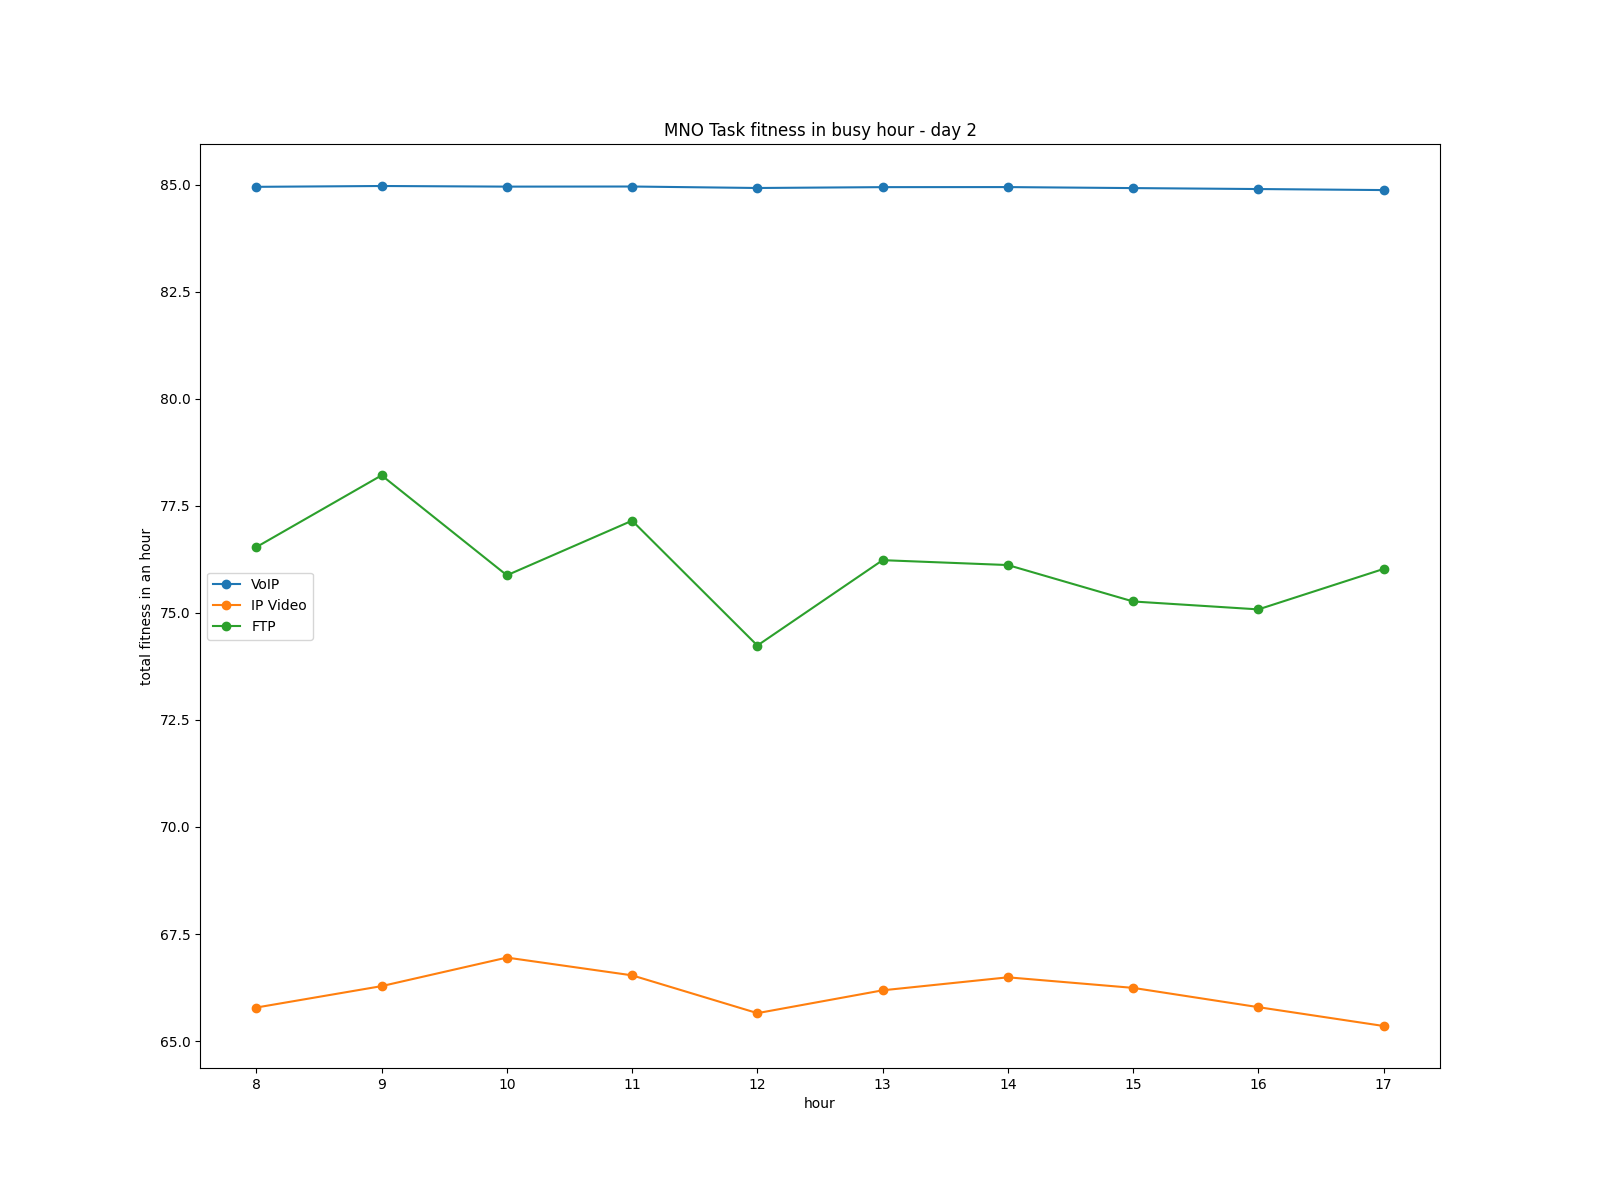 MNO Task fitness in busy hour - day 2
85.0
82.5
80.0
77.5
75.0
72.5
70.0
67.5
65.0
total fitness in an hour
VoIP
IP Video
FTP
8 9 10 11 12 13 14 15 16 17
hour